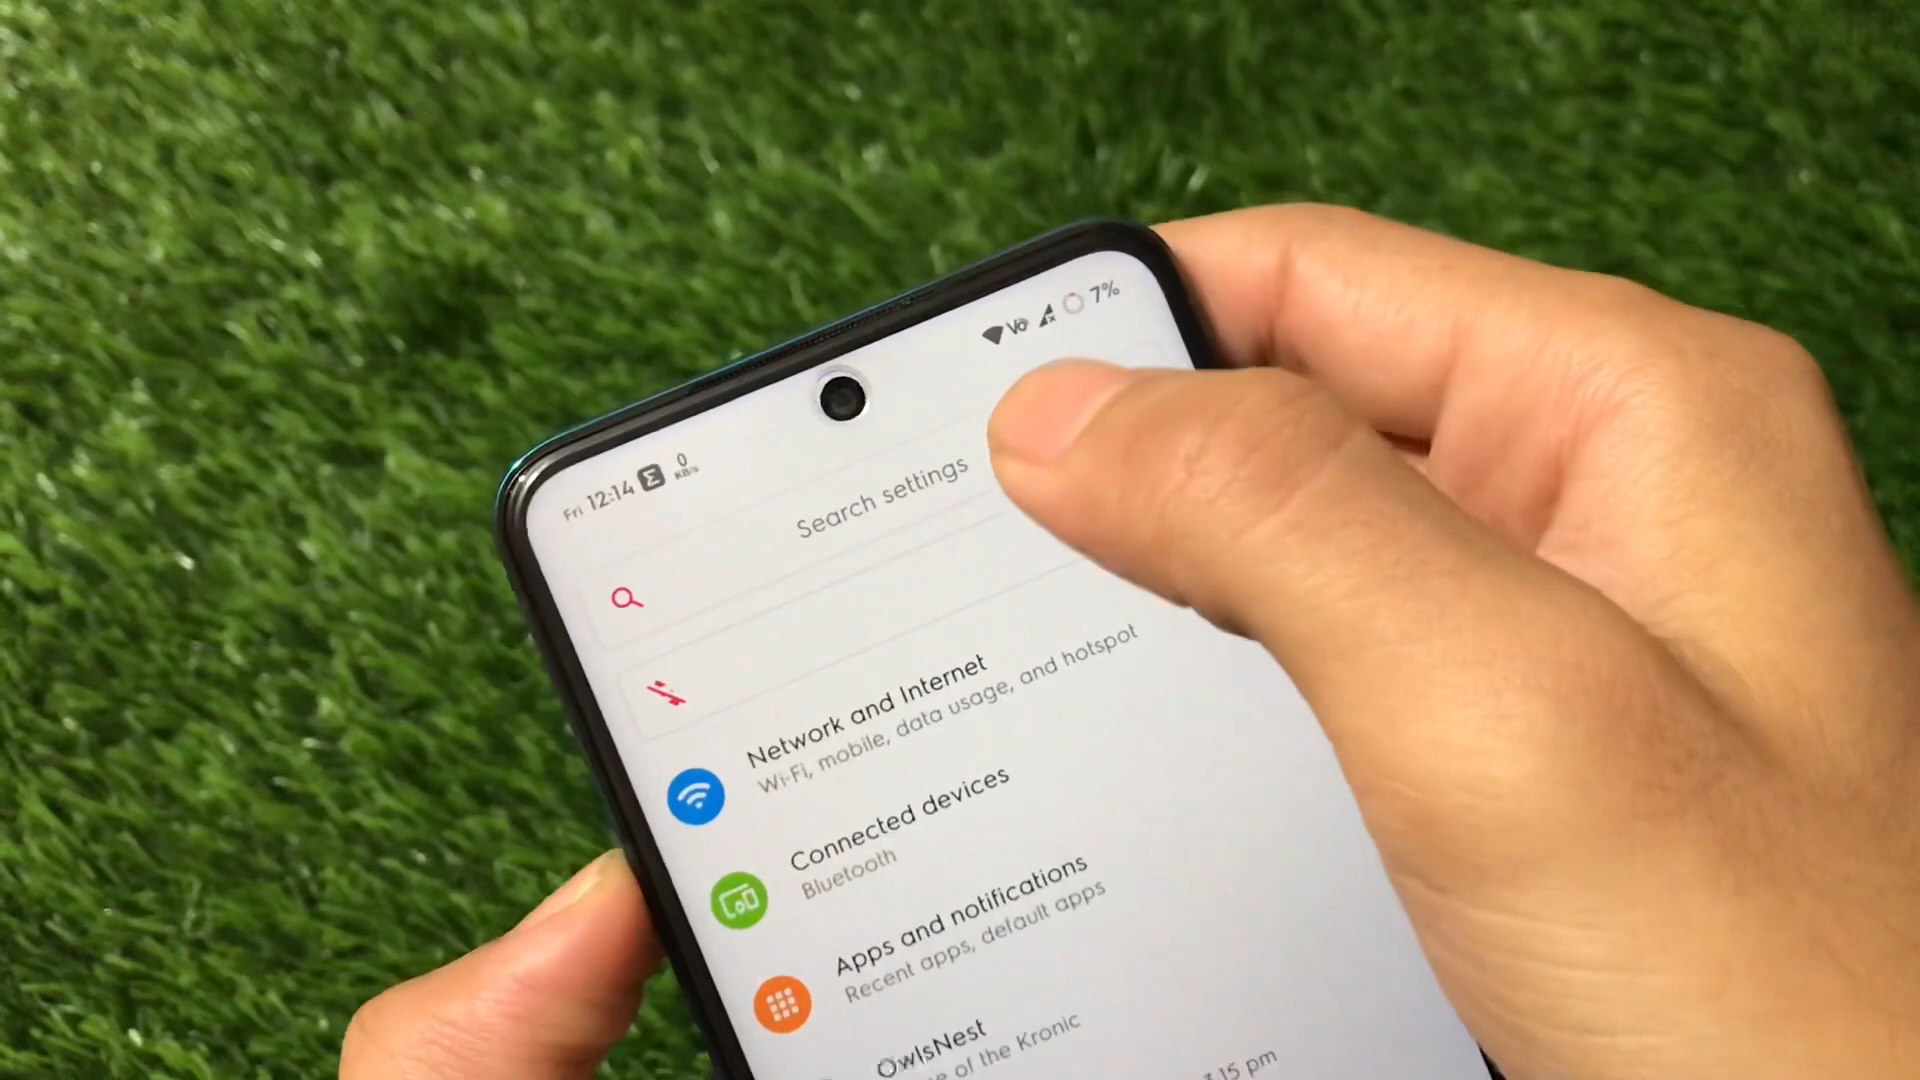 Fri 12:14 0 KB/s
Vo 7%
Search settings
Network and Internet
Wi-Fi, mobile, data usage, and hotspot
Connected devices
Bluetooth
Apps and notifications
Recent apps, default apps
OwlsNest
of the Kronic
15 pm